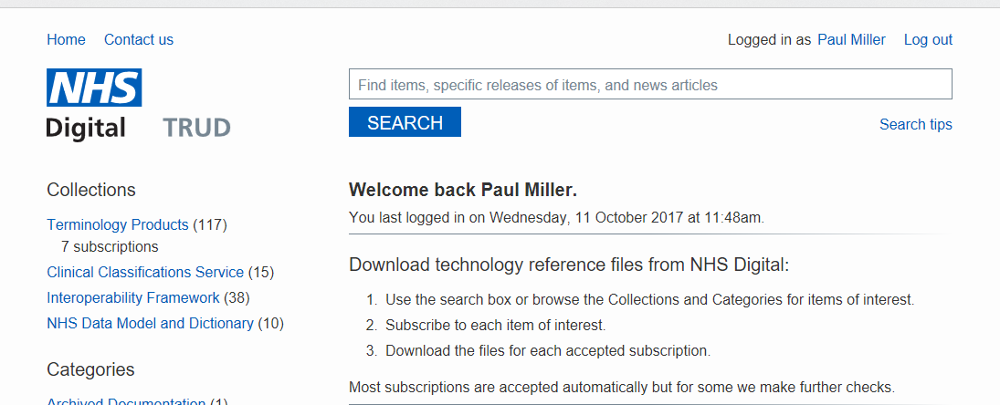 Home Contact us
Logged in as Paul Miller Log out
NHS
Digital TRUD
Find items, specific releases of items, and news articles
SEARCH
Search tips
Collections
Terminology Products (117)
7 subscriptions
Clinical Classifications Service (15)
Interoperability Framework (38)
NHS Data Model and Dictionary (10)
Categories
Archived Documentation (1)
Welcome back Paul Miller.
You last logged in on Wednesday, 11 October 2017 at 11:48am.
Download technology reference files from NHS Digital:
1. Use the search box or browse the Collections and Categories for items of interest.
2. Subscribe to each item of interest.
3. Download the files for each accepted subscription.
Most subscriptions are accepted automatically but for some we make further checks.